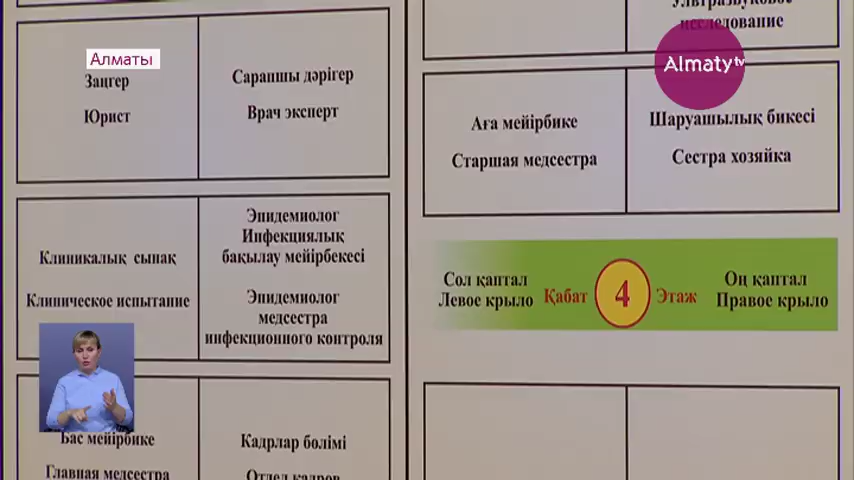 Алматы
Заңгер
Юрист
Сарапшы дәрігер
Врач эксперт
Клиникалық сынақ
Клиническое испытание
Эпидемиолог
Инфекциялық
бақылау мейірбекесі
Эпидемиолог
медсестра
инфекционного контроля
Бас мейірбике
Главная медсестра
Кадрлар бөлімі
Отдел кадров
Ультразвуковое
исследование
Almaty tv
Аға мейірбике
Старшая медсестра
Шаруашылық бикесі
Сестра хозяйка
Сол қаптал
Левое крыло
Қабат 4 Этаж
Оң қаптал
Правое крыло